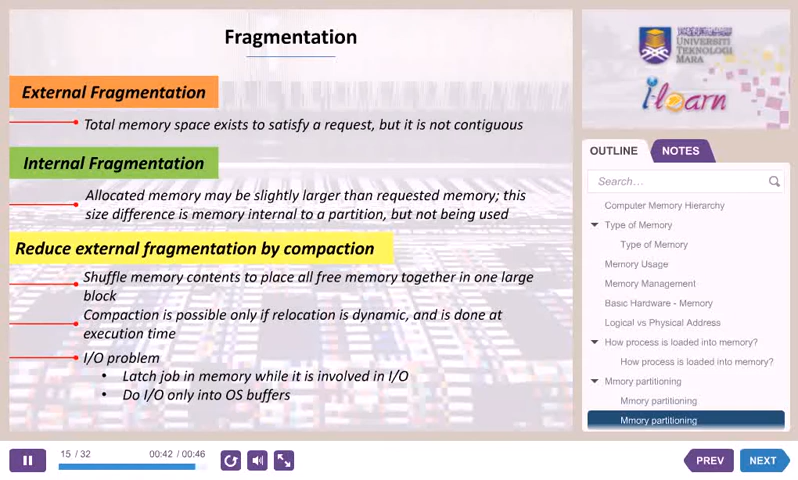 Fragmentation
External Fragmentation
Total memory space exists to satisfy a request, but it is not contiguous
Internal Fragmentation
Allocated memory may be slightly larger than requested memory; this
size difference is memory internal to a partition, but not being used
Reduce external fragmentation by compaction
Shuffle memory contents to place all free memory together in one large
block
Compaction is possible only if relocation is dynamic, and is done at
execution time
I/O problem
• Latch job in memory while it is involved in I/O
• Do I/O only into OS buffers
UNIVERSITI
TEKNOLOGI
MARA
i-learn
OUTLINE
NOTES
Search...
Computer Memory Hierarchy
Type of Memory
Type of Memory
Memory Usage
Memory Management
Basic Hardware - Memory
Logical vs Physical Address
How process is loaded into memory?
How process is loaded into memory?
Mmory partitioning
Mmory partitioning
Mmory partitioning
15 / 32
00:42 / 00:46
PREV
NEXT